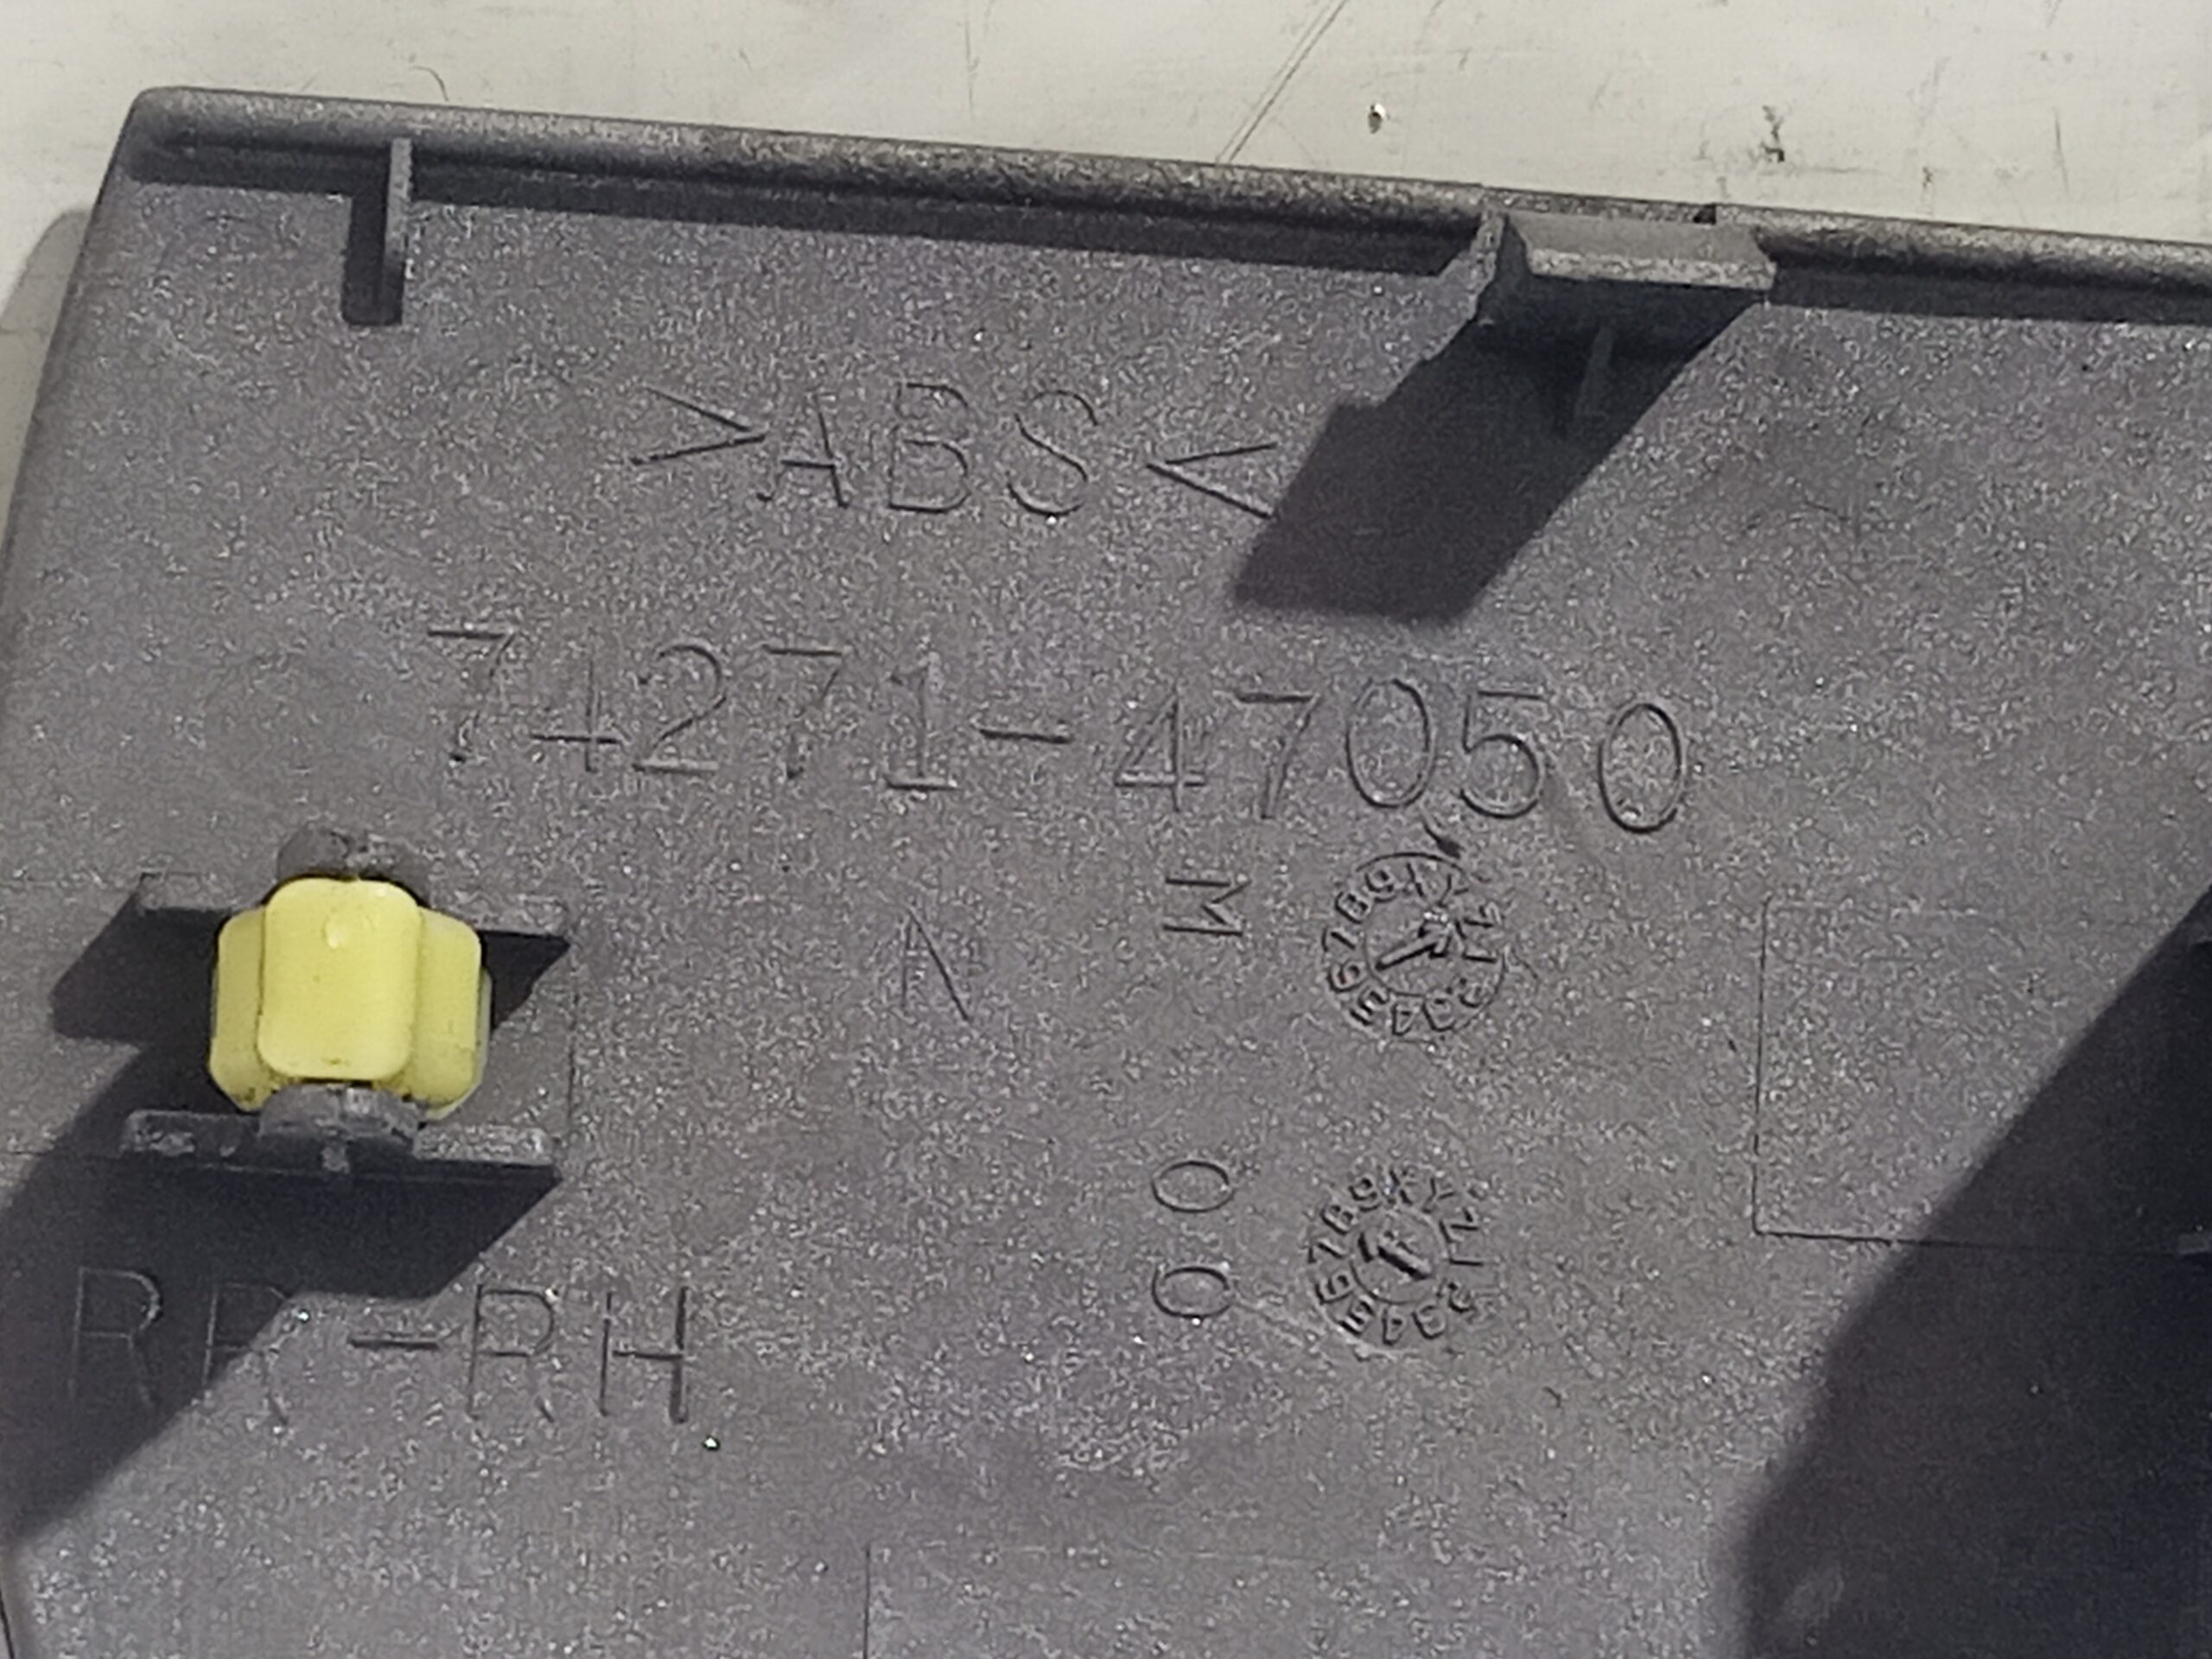 >ABS<
74271-47050
N
M
RR-RH